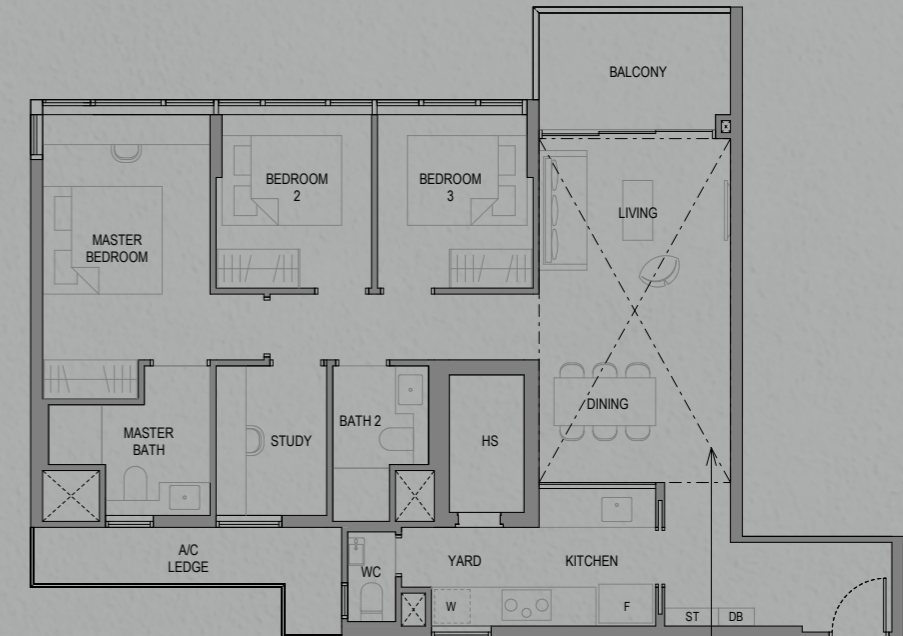 BALCONY
BEDROOM
2
BEDROOM
3
LIVING
MASTER
BEDROOM
DINING
MASTER
BATH
STUDY
BATH 2
HS
A/C
LEDGE
WC
YARD
KITCHEN
W
F
ST
DB